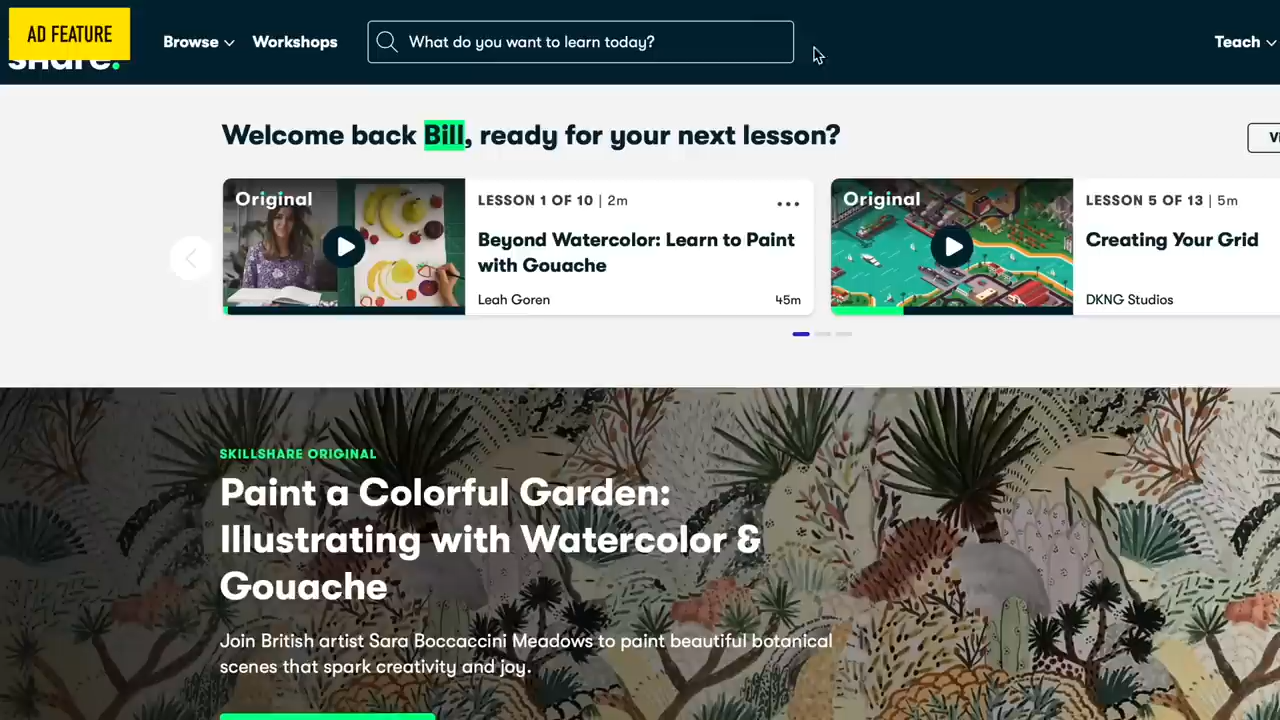 AD FEATURE
Browse
Workshops
What do you want to learn today?
Teach
share.
Welcome back Bill, ready for your next lesson?
Original
LESSON 1 OF 10 | 2m
Beyond Watercolor: Learn to Paint
with Gouache
Leah Goren
45m
Original
LESSON 5 OF 13 | 5m
Creating Your Grid
DKNG Studios
SKILLSHARE ORIGINAL
Paint a Colorful Garden:
Illustrating with Watercolor &
Gouache
Join British artist Sara Boccaccini Meadows to paint beautiful botanical
scenes that spark creativity and joy.